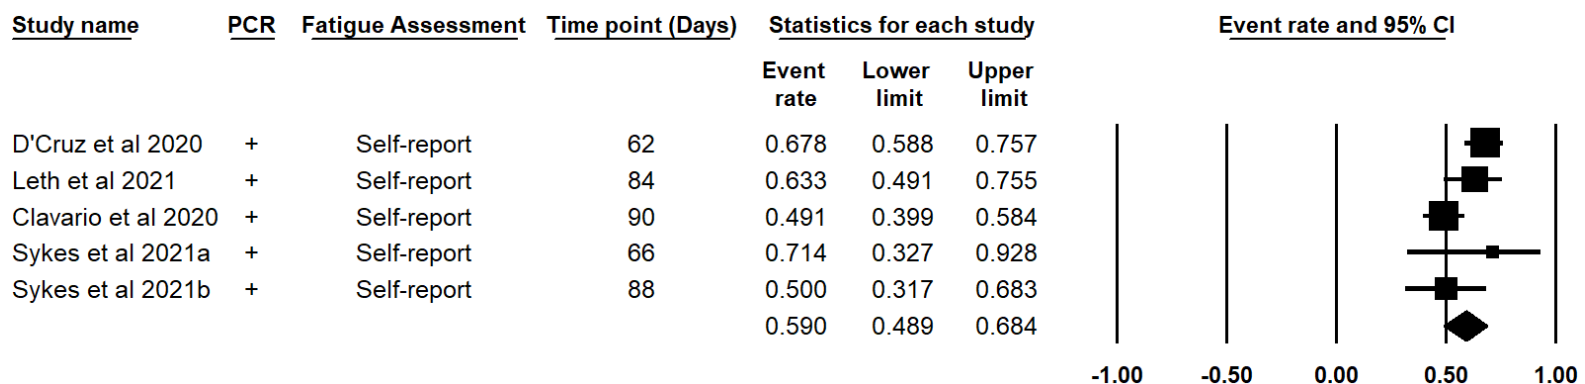 Study name PCR Fatigue Assessment Time point (Days) Statistics for each study Event rate and 95% CI
Event rate Lower limit Upper limit
D'Cruz et al 2020 + Self-report 62 0.678 0.588 0.757
Leth et al 2021 + Self-report 84 0.633 0.491 0.755
Clavario et al 2020 + Self-report 90 0.491 0.399 0.584
Sykes et al 2021a + Self-report 66 0.714 0.327 0.928
Sykes et al 2021b + Self-report 88 0.500 0.317 0.683
0.590 0.489 0.684
-1.00 -0.50 0.00 0.50 1.00